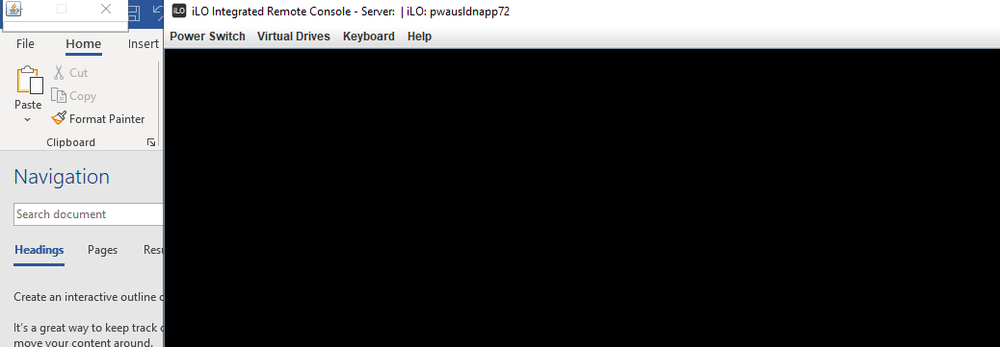 iLO iLO Integrated Remote Console - Server: | iLO: pwausldnapp72
Power Switch Virtual Drives Keyboard Help
File Home Insert
Paste
Cut
Copy
Format Painter
Clipboard
Navigation
Search document
Headings Pages Resu
Create an interactive outline o
It's a great way to keep track o
move your content around.